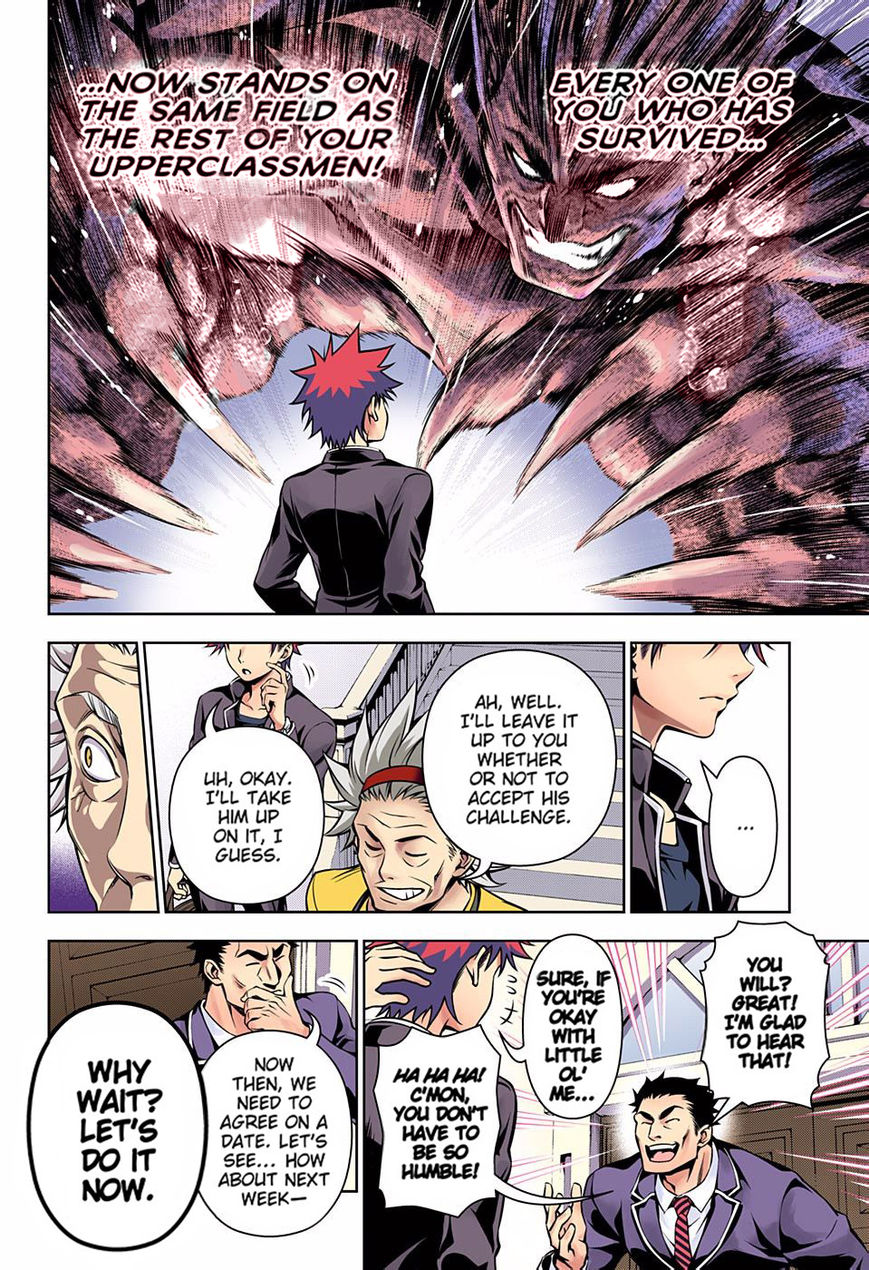 EVERY ONE OF
YOU WHO HAS
SURVIVED...
...NOW STANDS ON
THE SAME FIELD AS
THE REST OF YOUR
UPPERCLASSMEN!
...
AH, WELL.
I'LL LEAVE IT
UP TO YOU
WHETHER
OR NOT TO
ACCEPT HIS
CHALLENGE.
UH, OKAY.
I'LL TAKE
HIM UP
ON IT, I
GUESS.
YOU
WILL?
GREAT!
I'M GLAD
TO HEAR
THAT!
SURE, IF
YOU'RE
OKAY
WITH
LITTLE
OL'
ME...
HA HA HA!
C'MON,
YOU DON'T
HAVE TO
BE SO
HUMBLE!
NOW
THEN, WE
NEED TO
AGREE ON A
DATE. LET'S
SEE... HOW
ABOUT NEXT
WEEK—
WHY
WAIT?
LET'S
DO IT
NOW.